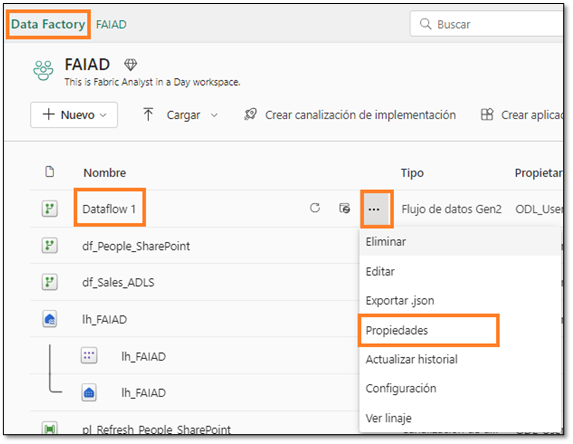 Data Factory FAIAD Buscar
FAIAD
This is Fabric Analyst in a Day workspace.
+ Nuevo Cargar Crear canalización de implementación Crear aplicac
Nombre Tipo Propietar
Dataflow 1 ... Flujo de datos Gen2 ODL_User
df_People_SharePoint
Eliminar
df_Sales_ADLS
Editar
Exportar .json
lh_FAIAD
Propiedades
lh_FAIAD
Actualizar historial
lh_FAIAD
Configuración
Ver linaje
pl_Refresh_People_SharePoint